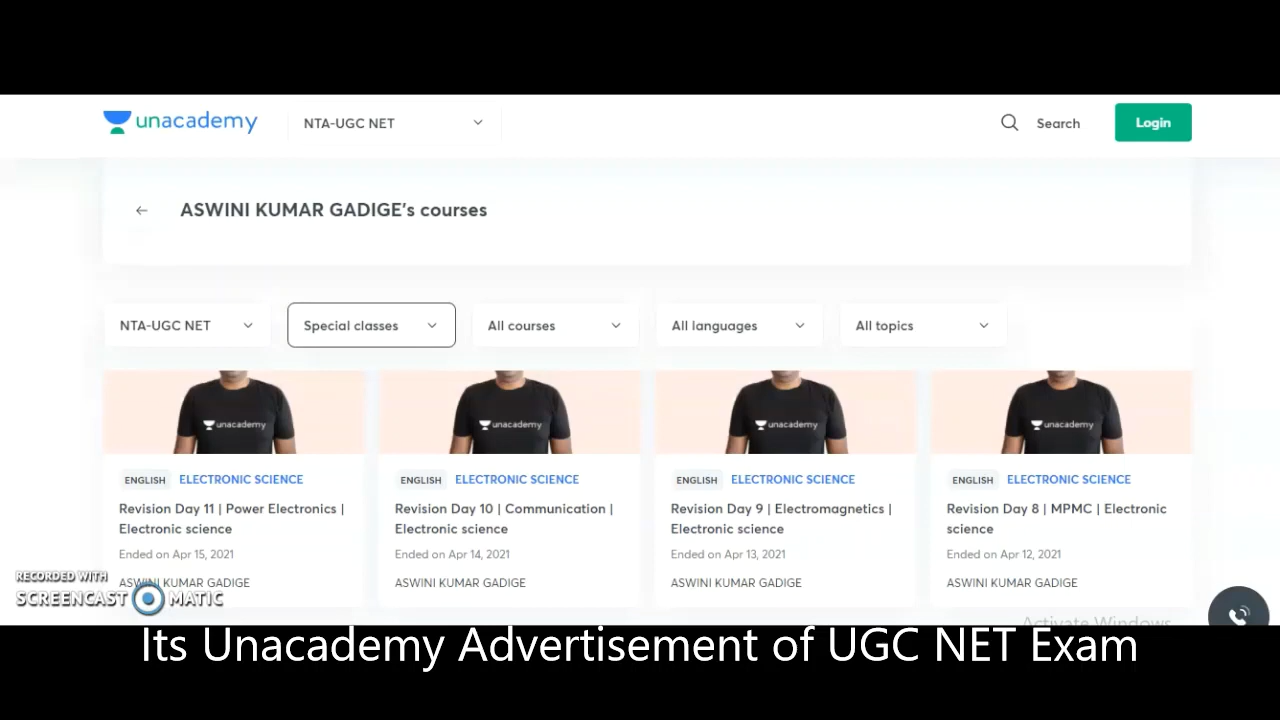 unacademy
NTA-UGC NET
Search
Login
ASWINI KUMAR GADIGE's courses
NTA-UGC NET
Special classes
All courses
All languages
All topics
unacademy
unacademy
unacademy
unacademy
ENGLISH ELECTRONIC SCIENCE
Revision Day 11 | Power Electronics |
Electronic science
Ended on Apr 15, 2021
ASWINI KUMAR GADIGE
ENGLISH ELECTRONIC SCIENCE
Revision Day 10 | Communication |
Electronic science
Ended on Apr 14, 2021
ASWINI KUMAR GADIGE
ENGLISH ELECTRONIC SCIENCE
Revision Day 9 | Electromagnetics |
Electronic science
Ended on Apr 13, 2021
ASWINI KUMAR GADIGE
ENGLISH ELECTRONIC SCIENCE
Revision Day 8 | MPMC | Electronic
science
Ended on Apr 12, 2021
ASWINI KUMAR GADIGE
RECORDED WITH
SCREENCAST MATIC
Activate Windows
Its Unacademy Advertisement of UGC NET Exam